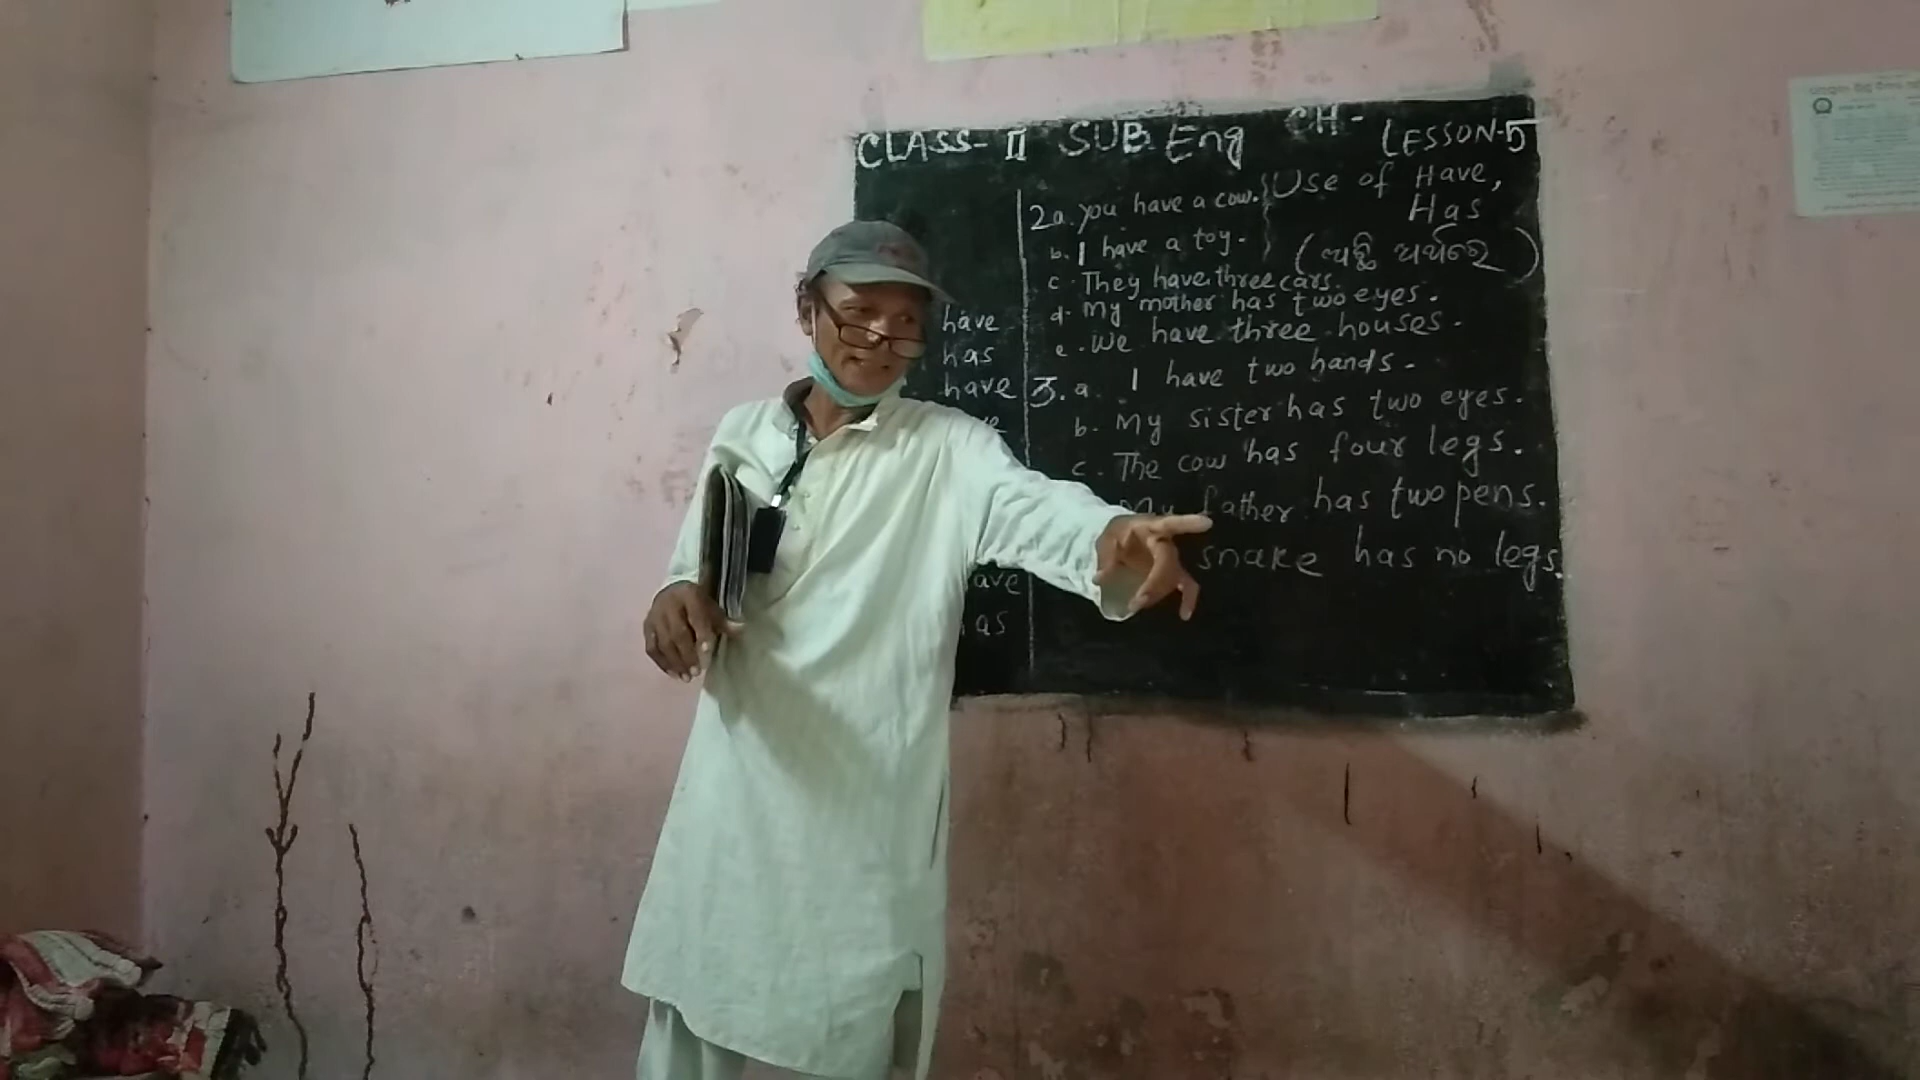 CLASS- II SUB Eng CH - LESSON-5
have
has
have
ave
as
2a. you have a cow.
b. I have a toy.
c. They have three cars.
d. My mother has two eyes.
e. We have three houses.
3. a. I have two hands.
b. My sister has two eyes.
c. The cow has four legs.
My father has two pens.
snake has no legs.
Use of Have,
Has